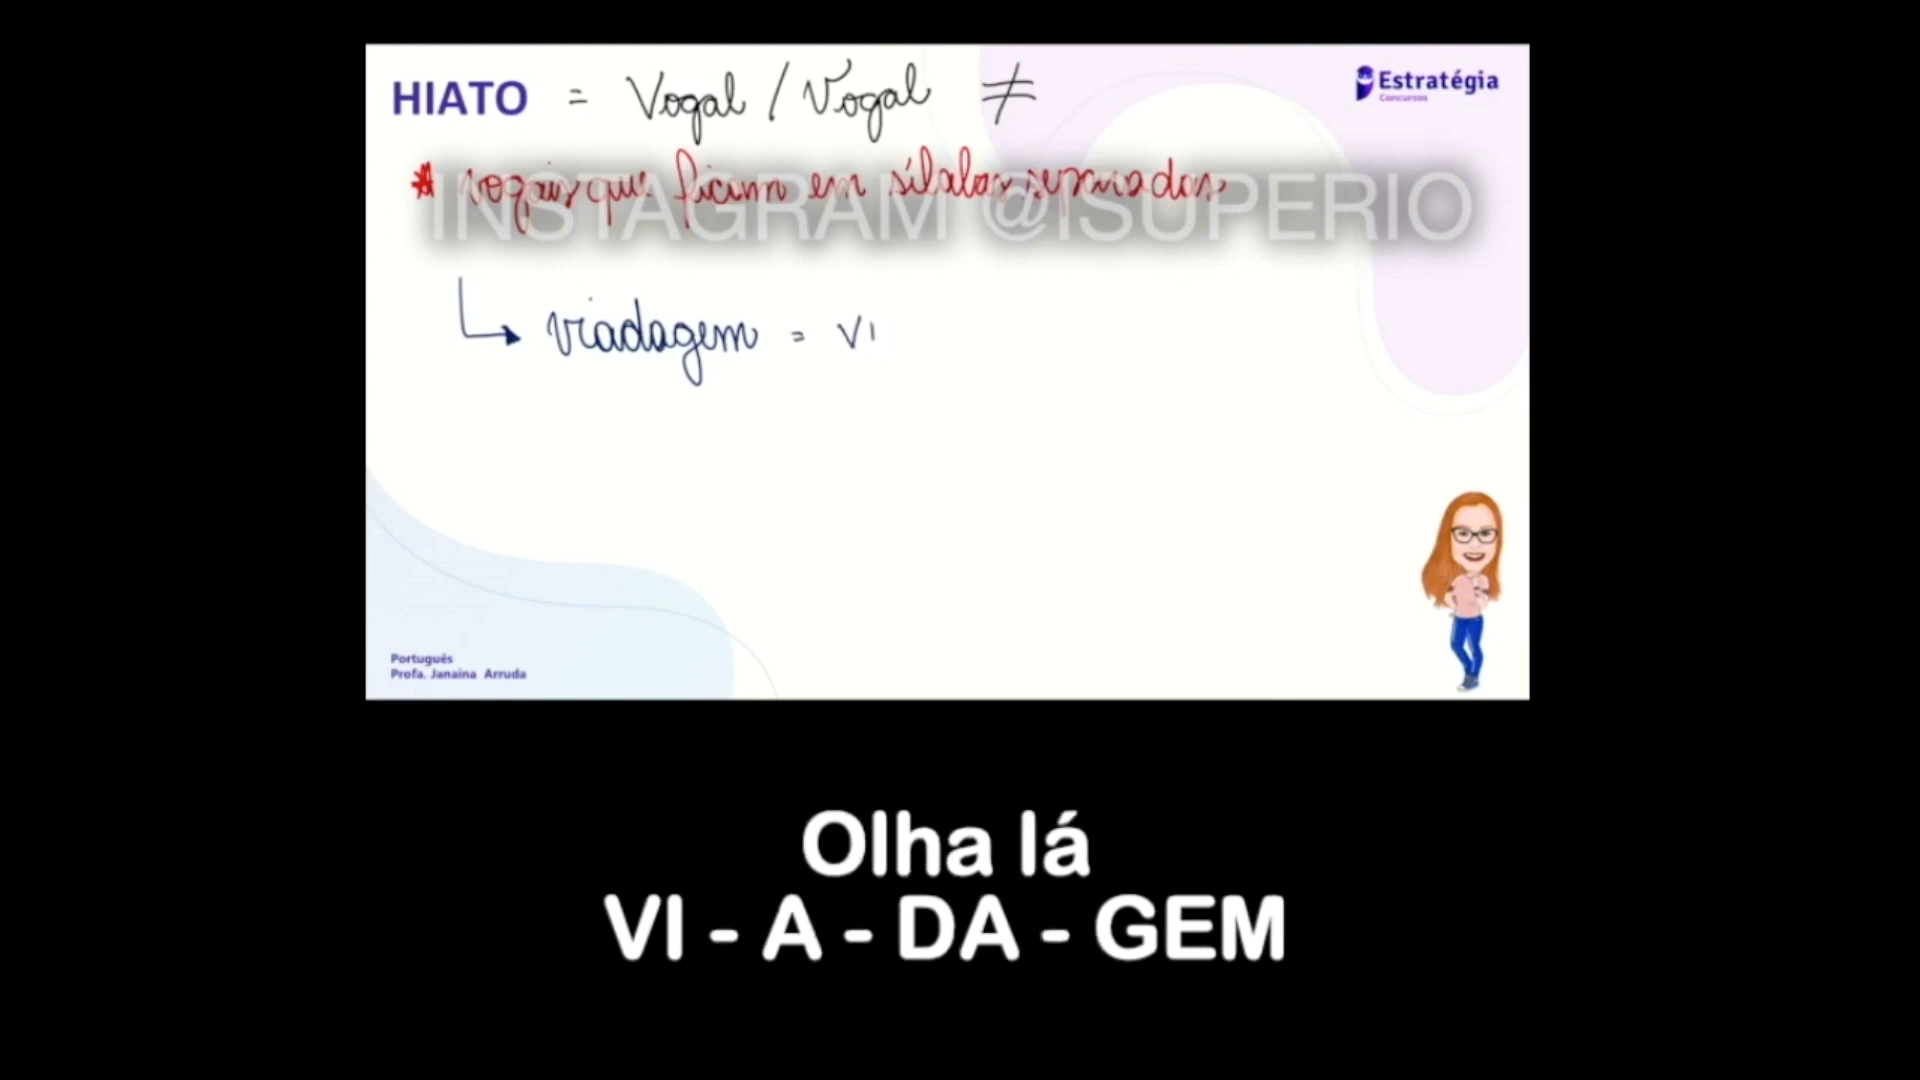 HIATO = Vogal / Vogal ≠
Estratégia
Concursos
* vogais que ficam em sílabas separadas
INSTAGRAM @ISUPERIO
viadagem = VI
Português
Profa. Janaina Arruda
Olha lá
VI - A - DA - GEM